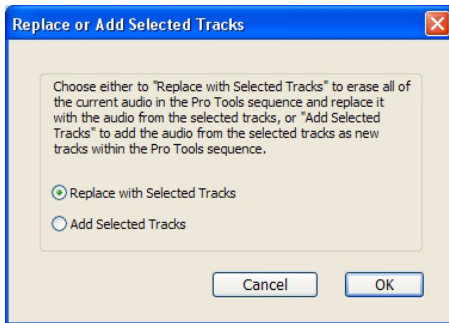 Replace or Add Selected Tracks
Choose either to "Replace with Selected Tracks" to erase all of
the current audio in the Pro Tools sequence and replace it
with the audio from the selected tracks, or "Add Selected
Tracks" to add the audio from the selected tracks as new
tracks within the Pro Tools sequence.
Replace with Selected Tracks
Add Selected Tracks
Cancel OK